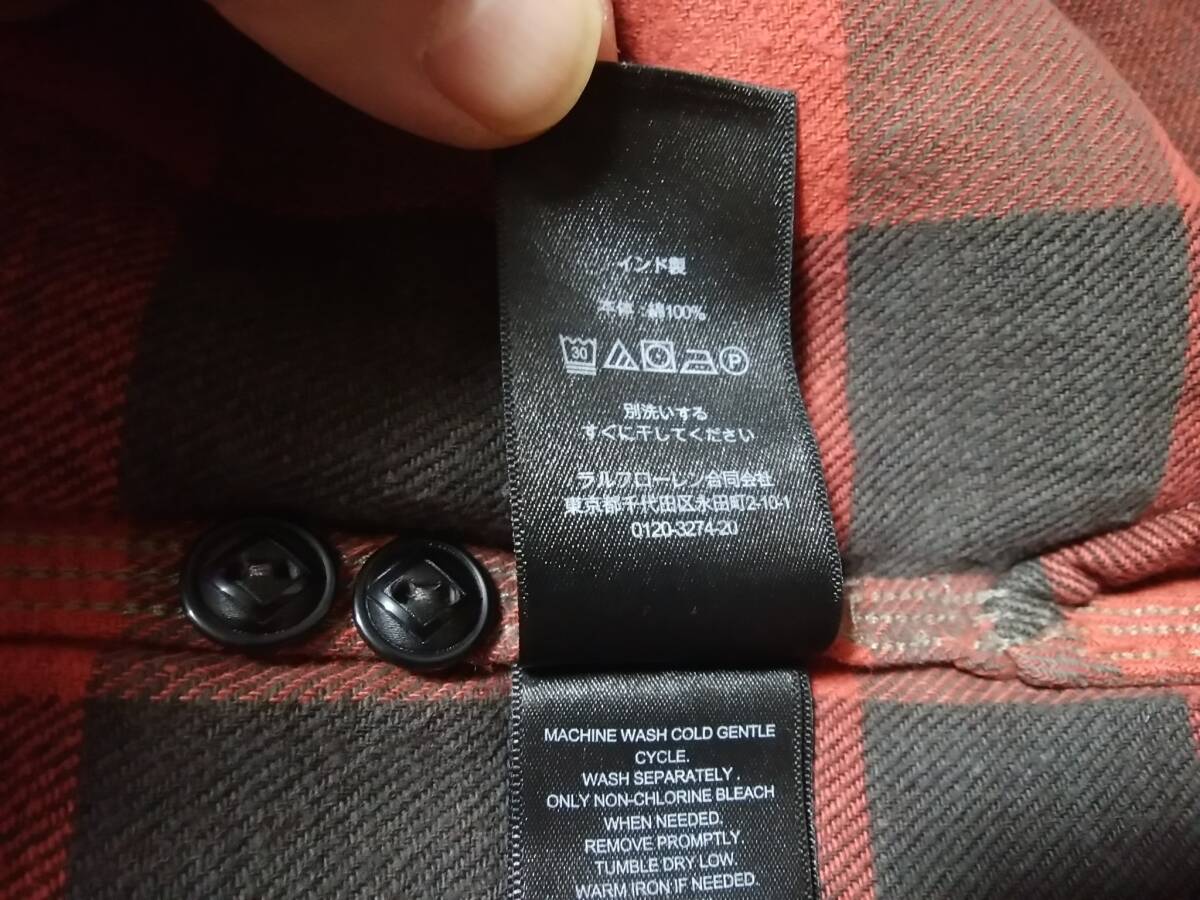 インド製
本体 : 綿100%
30 P
別洗いする
すぐに干してください
ラルフローレン合同会社
東京都千代田区永田町2-10-1
0120-3274-20
MACHINE WASH COLD GENTLE
CYCLE.
WASH SEPARATELY .
ONLY NON-CHLORINE BLEACH
WHEN NEEDED.
REMOVE PROMPTLY.
TUMBLE DRY LOW.
WARM IRON IF NEEDED.